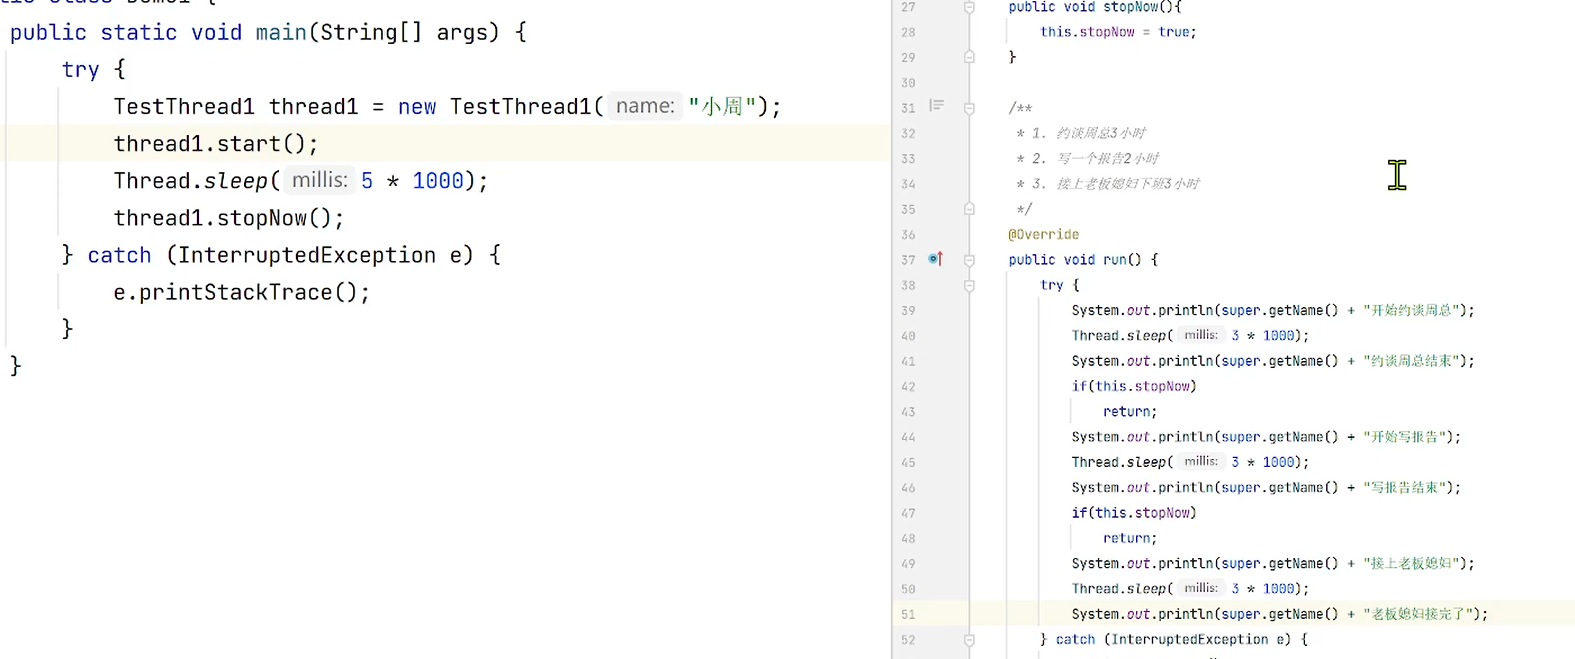 public static void main(String[] args) {
try {
TestThread1 thread1 = new TestThread1( name: "小周");
thread1.start();
Thread.sleep( millis: 5 * 1000);
thread1.stopNow();
} catch (InterruptedException e) {
e.printStackTrace();
}
}
27 public void stopNow(){
28 this.stopNow = true;
29 }
30
31 /**
32 * 1. 约谈周总3小时
33 * 2. 写一个报告2小时
34 * 3. 接上老板媳妇下班3小时
35 */
36 @Override
37 public void run() {
38 try {
39 System.out.println(super.getName() + "开始约谈周总");
40 Thread.sleep( millis: 3 * 1000);
41 System.out.println(super.getName() + "约谈周总结束");
42 if(this.stopNow)
43 return;
44 System.out.println(super.getName() + "开始写报告");
45 Thread.sleep( millis: 3 * 1000);
46 System.out.println(super.getName() + "写报告结束");
47 if(this.stopNow)
48 return;
49 System.out.println(super.getName() + "接上老板媳妇");
50 Thread.sleep( millis: 3 * 1000);
51 System.out.println(super.getName() + "老板媳妇接完了");
52 } catch (InterruptedException e) {